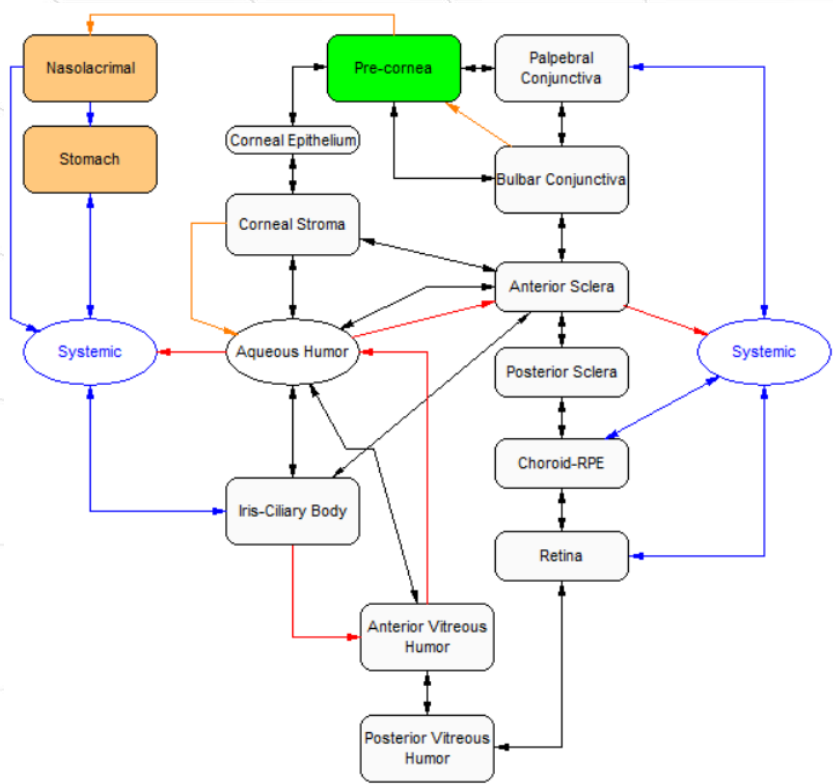 Nasolacrimal
Pre-cornea
Palpebral
Conjunctiva
Corneal Epithelium
Stomach
Bulbar Conjunctiva
Corneal Stroma
Anterior Sclera
Systemic
Aqueous Humor
Systemic
Posterior Sclera
Choroid-RPE
Iris-Ciliary Body
Retina
Anterior Vitreous
Humor
Posterior Vitreous
Humor